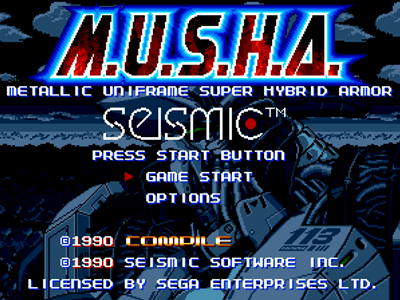 M.U.S.H.A.
METALLIC UNIFRAME SUPER HYBRID ARMOR
SEISMIC™
PRESS START BUTTON
GAME START
OPTIONS
©1990 COMPILE
©1990 SEISMIC SOFTWARE INC.
LICENSED BY SEGA ENTERPRISES LTD.
113